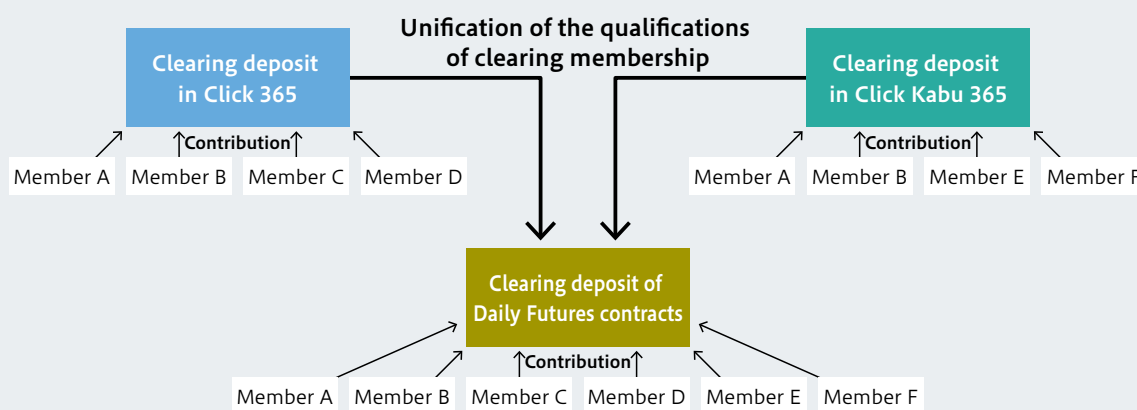 Unification of the qualifications
of clearing membership
Clearing deposit
in Click 365
Clearing deposit
in Click Kabu 365
Contribution
Contribution
Member A
Member B
Member C
Member D
Member A
Member B
Member E
Member F
Clearing deposit of
Daily Futures contracts
Contribution
Member A
Member B
Member C
Member D
Member E
Member F